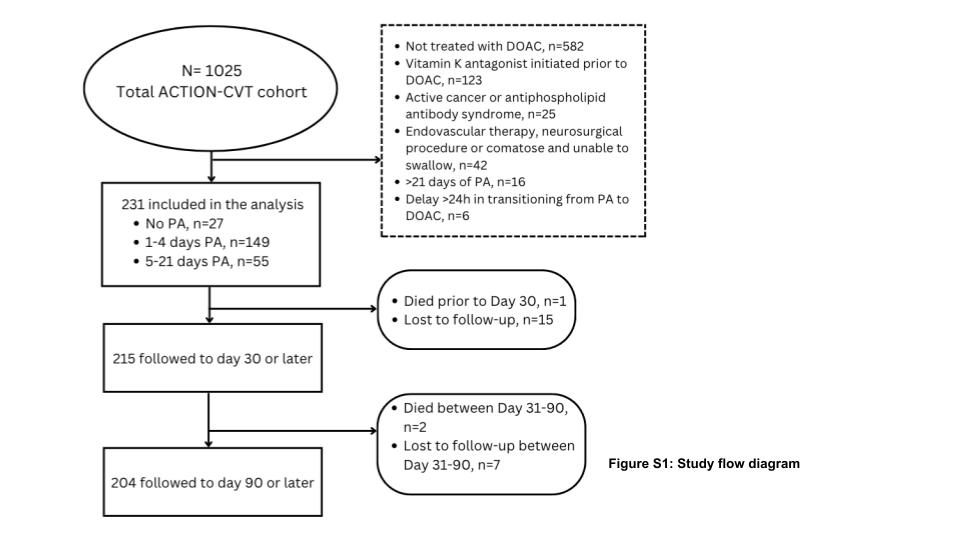 N= 1025
Total ACTION-CVT cohort
• Not treated with DOAC, n=582
• Vitamin K antagonist initiated prior to
DOAC, n=123
• Active cancer or antiphospholipid
antibody syndrome, n=25
• Endovascular therapy, neurosurgical
procedure or comatose and unable to
swallow, n=42
• >21 days of PA, n=16
• Delay >24h in transitioning from PA to
DOAC, n=6
231 included in the analysis
• No PA, n=27
• 1-4 days PA, n=149
• 5-21 days PA, n=55
• Died prior to Day 30, n=1
• Lost to follow-up, n=15
215 followed to day 30 or later
• Died between Day 31-90,
n=2
• Lost to follow-up between
Day 31-90, n=7
204 followed to day 90 or later
Figure S1: Study flow diagram